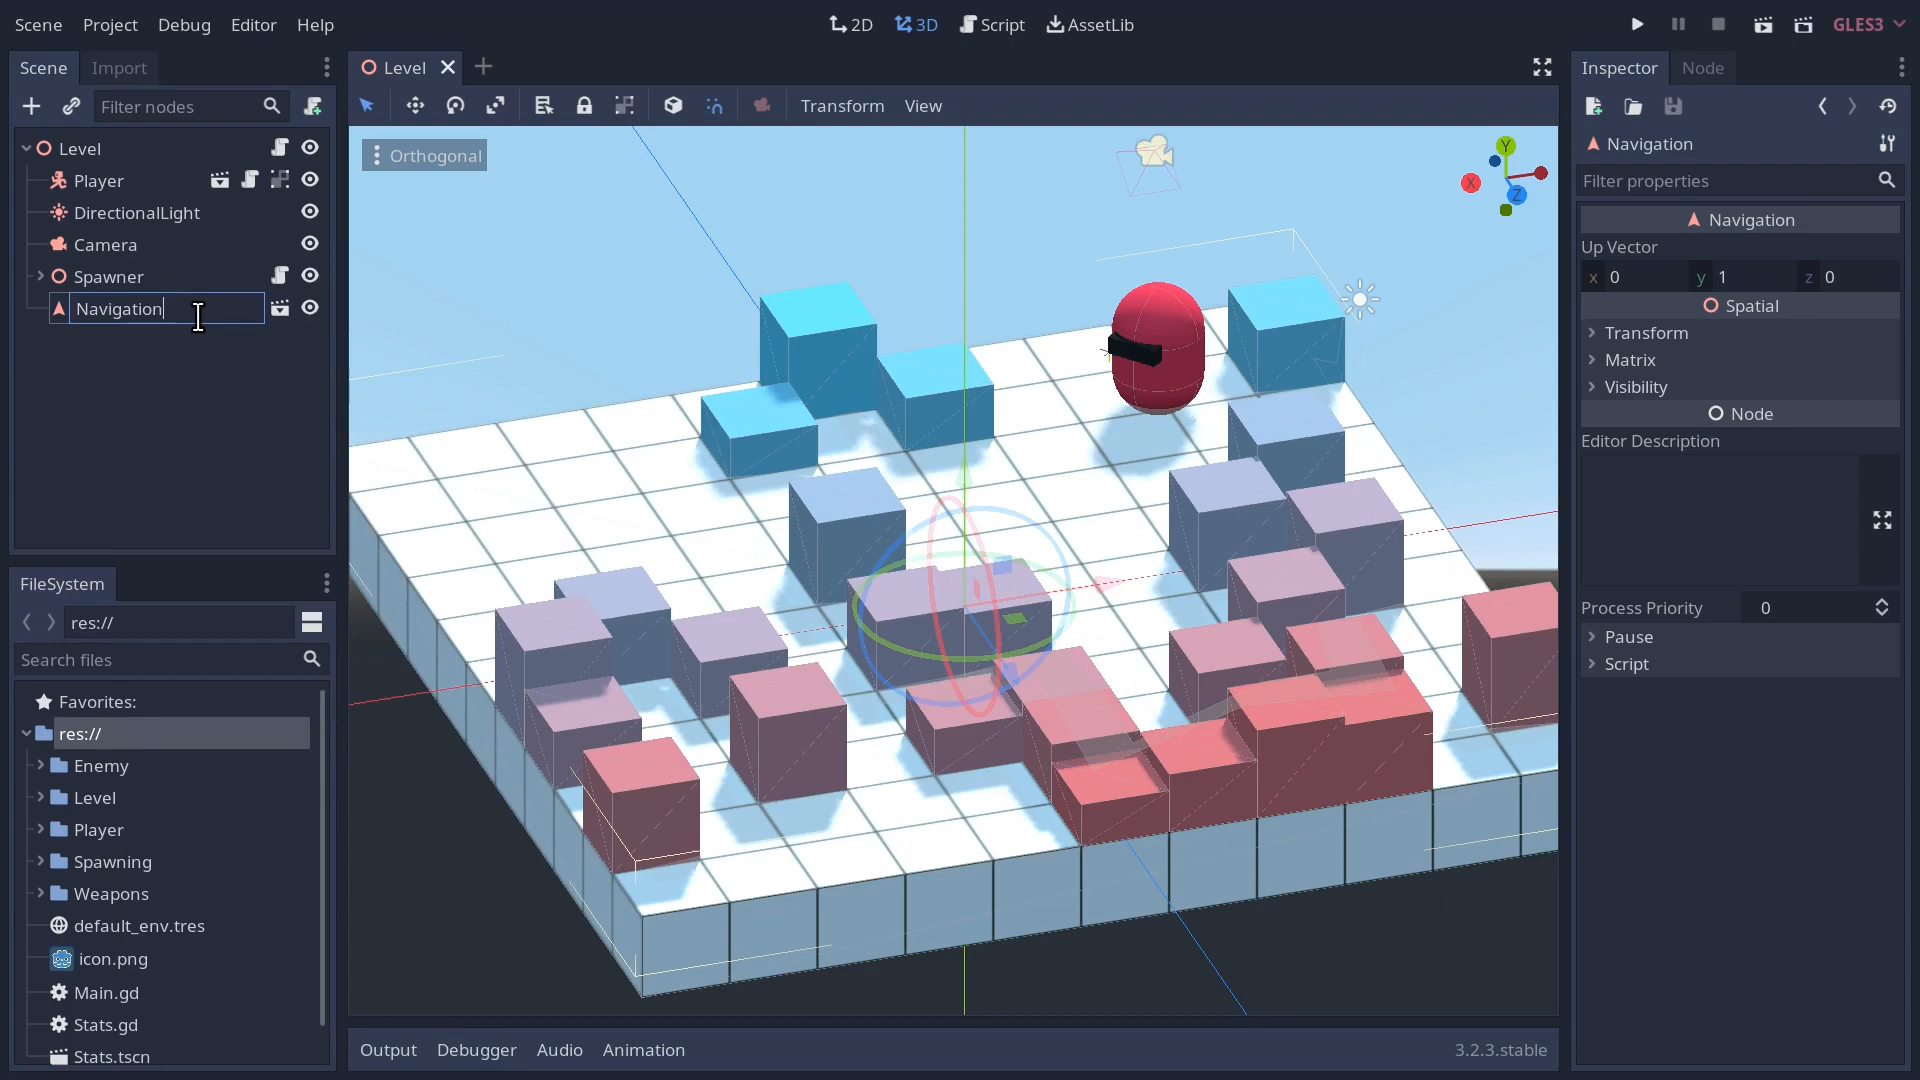 Scene Project Debug Editor Help
2D 3D Script AssetLib
GLES3
Scene Import
Filter nodes
Level
Player
DirectionalLight
Camera
Spawner
Navigation
FileSystem
res://
Search files
Favorites:
res://
Enemy
Level
Player
Spawning
Weapons
default_env.tres
icon.png
Main.gd
Stats.gd
Stats.tscn
Level
Transform View
Orthogonal
Y
X
Z
Output Debugger Audio Animation 3.2.3.stable
Inspector Node
Navigation
Filter properties
Navigation
Up Vector
x 0 y 1 z 0
Spatial
Transform
Matrix
Visibility
Node
Editor Description
Process Priority 0
Pause
Script